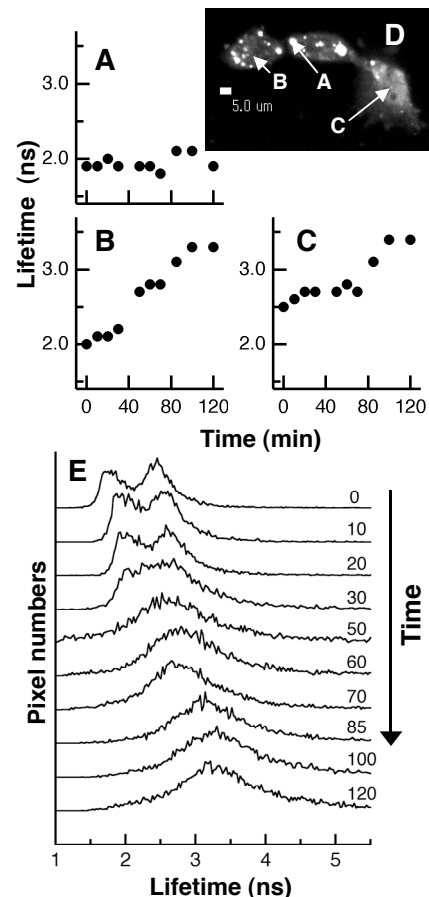 A
3.0
2.0
Lifetime (ns)
D
B
A
C
5.0 um
B
3.0
2.0
0 40 80 120
C
3.0
2.0
0 40 80 120
Time (min)
E
0
10
20
30
50
60
70
85
100
120
Pixel numbers
Time
1 2 3 4 5
Lifetime (ns)